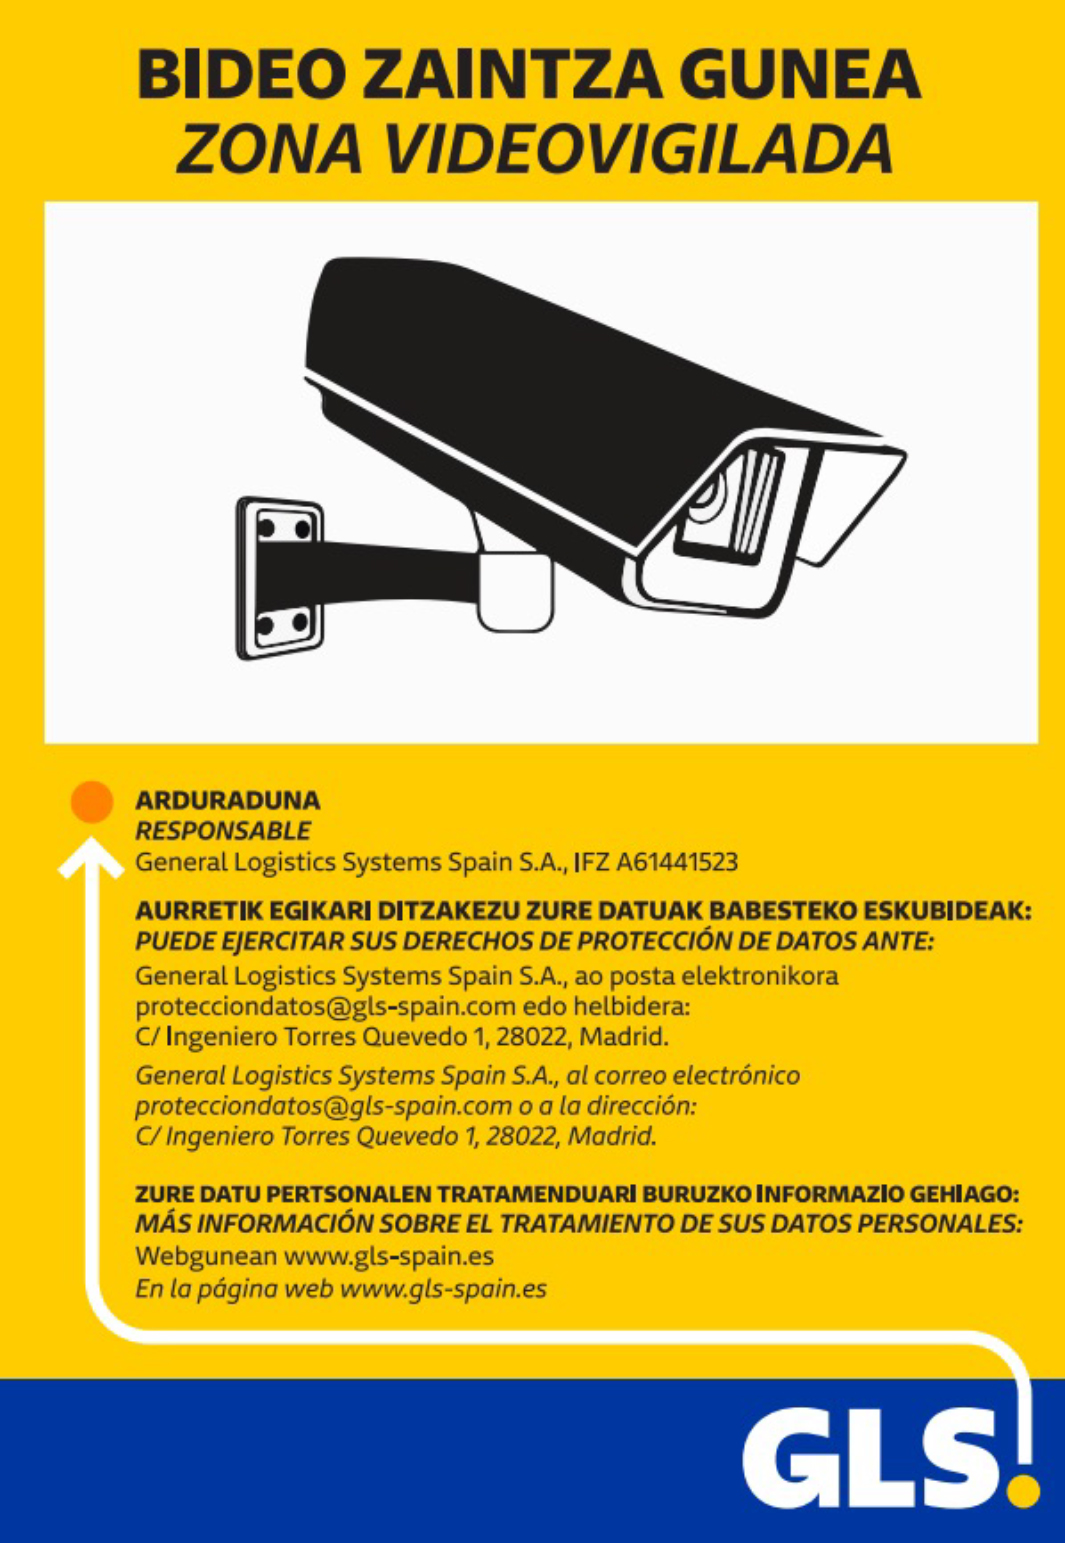 BIDEO ZAINTZA GUNEA
ZONA VIDEOVIGILADA
ARDURADUNA
RESPONSABLE
General Logistics Systems Spain S.A., IFZ A61441523
AURRETIK EGIKARI DITZAKEZU ZURE DATUAK BABESTEKO ESKUBIDEAK:
PUEDE EJERCITAR SUS DERECHOS DE PROTECCIÓN DE DATOS ANTE:
General Logistics Systems Spain S.A., ao posta elektronikora
protecciondatos@gls-spain.com edo helbidera:
C/ Ingeniero Torres Quevedo 1, 28022, Madrid.
General Logistics Systems Spain S.A., al correo electrónico
protecciondatos@gls-spain.com o a la dirección:
C/ Ingeniero Torres Quevedo 1, 28022, Madrid.
ZURE DATU PERTSONALEN TRATAMENDUARI BURUZKO INFORMAZIO GEHIAGO:
MÁS INFORMACIÓN SOBRE EL TRATAMIENTO DE SUS DATOS PERSONALES:
Webgunean www.gls-spain.es
En la página web www.gls-spain.es
GLS.